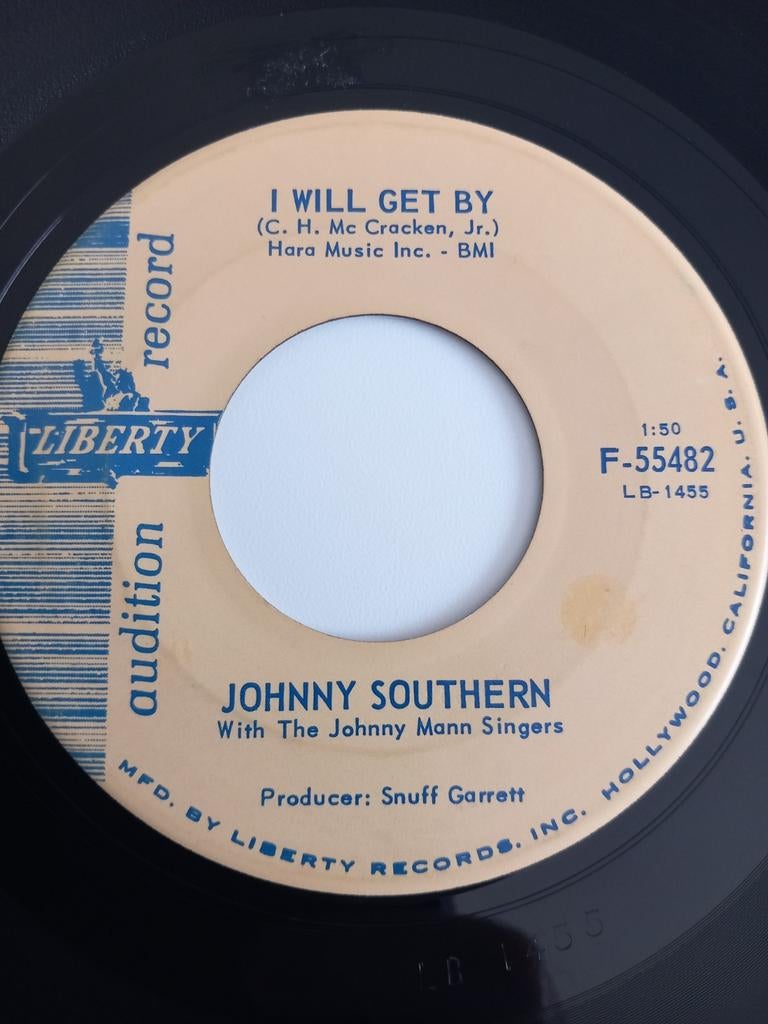 I WILL GET BY
(C. H. Mc Cracken, Jr.)
Hara Music Inc. - BMI
record
LIBERTY
audition
1:50
F-55482
LB-1455
JOHNNY SOUTHERN
With The Johnny Mann Singers
Producer: Snuff Garrett
MFD. BY LIBERTY RECORDS, INC. HOLLYWOOD, CALIFORNIA, U. S. A.
LB 1455